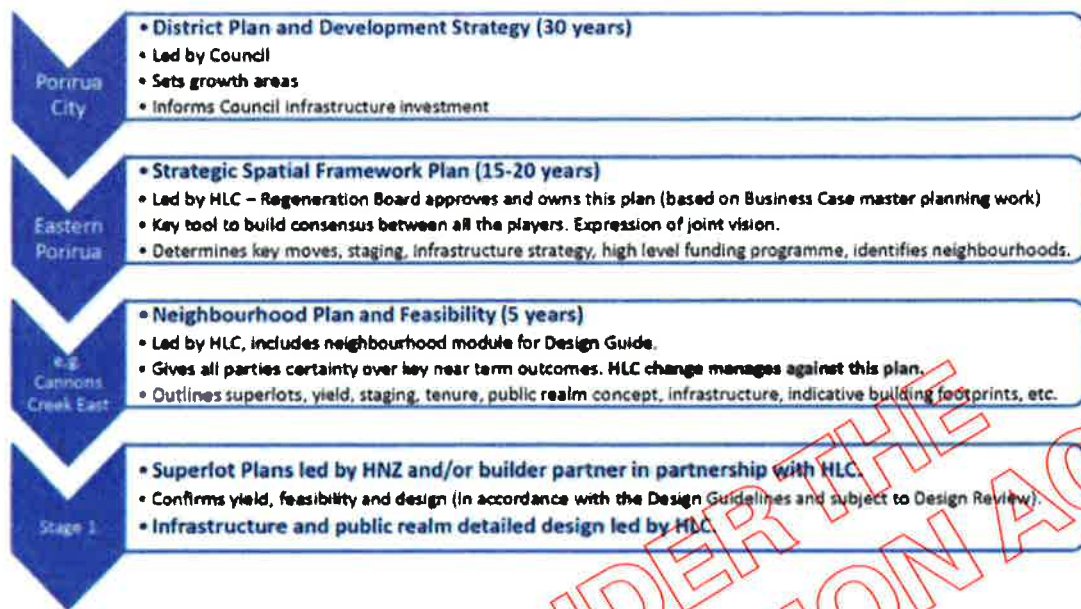 Porirua
City
• District Plan and Development Strategy (30 years)
• Led by Council
• Sets growth areas
• Informs Council infrastructure investment
Eastern
Porirua
• Strategic Spatial Framework Plan (15-20 years)
• Led by HLC – Regeneration Board approves and owns this plan (based on Business Case master planning work)
• Key tool to build consensus between all the players. Expression of joint vision.
• Determines key moves, staging, infrastructure strategy, high level funding programme, identifies neighbourhoods.
e.g.
Cannons
Creek East
• Neighbourhood Plan and Feasibility (5 years)
• Led by HLC, includes neighbourhood module for Design Guide.
• Gives all parties certainty over key near term outcomes. HLC change manages against this plan.
• Outlines superlots, yield, staging, tenure, public realm concept, infrastructure, indicative building footprints, etc.
Stage 1
• Superlot Plans led by HNZ and/or builder partner in partnership with HLC.
• Confirms yield, feasibility and design (in accordance with the Design Guidelines and subject to Design Review).
• Infrastructure and public realm detailed design led by HLC.
UNDER THE
ION AC